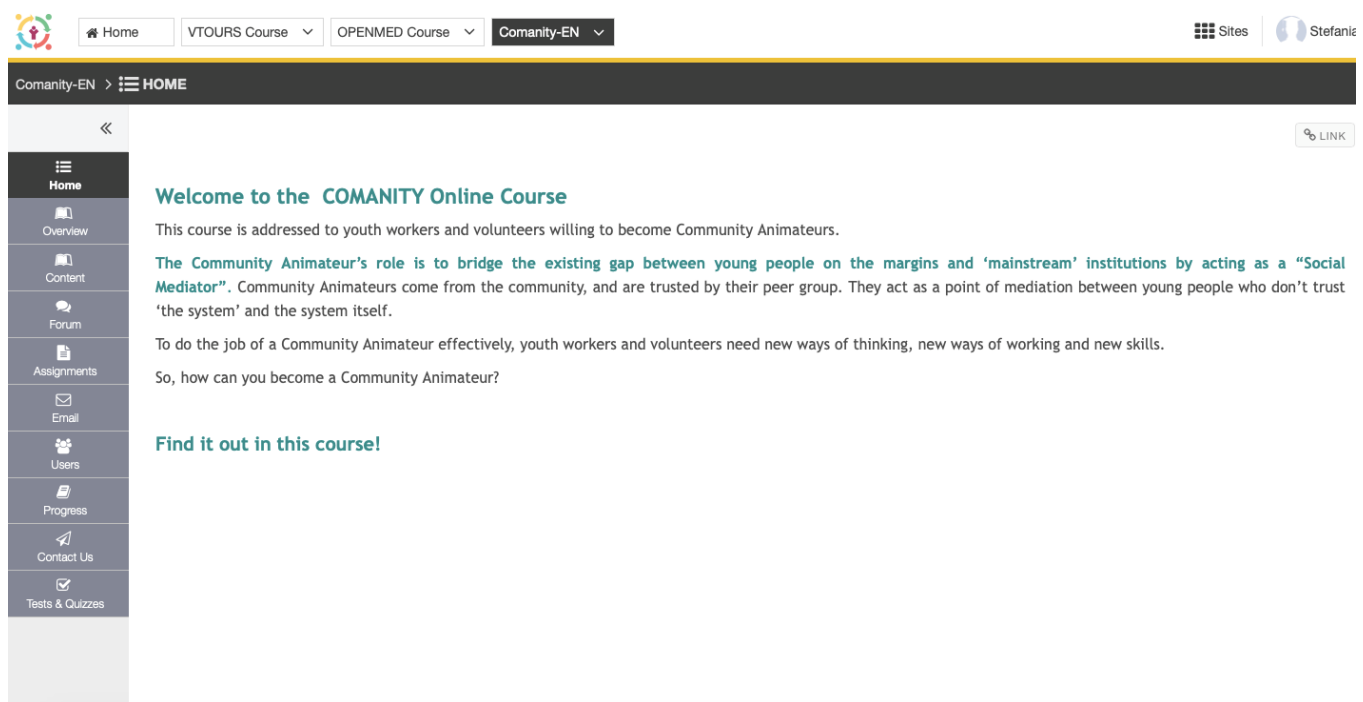 Home
VTOURS Course
OPENMED Course
Comanity-EN
Sites
Stefania
Comanity-EN > HOME
LINK
Home
Overview
Content
Forum
Assignments
Email
Users
Progress
Contact Us
Tests & Quizzes
Welcome to the COMANITY Online Course
This course is addressed to youth workers and volunteers willing to become Community Animateurs.
The Community Animateur’s role is to bridge the existing gap between young people on the margins and ‘mainstream’ institutions by acting as a “Social
Mediator”. Community Animateurs come from the community, and are trusted by their peer group. They act as a point of mediation between young people who don’t trust
‘the system’ and the system itself.
To do the job of a Community Animateur effectively, youth workers and volunteers need new ways of thinking, new ways of working and new skills.
So, how can you become a Community Animateur?
Find it out in this course!